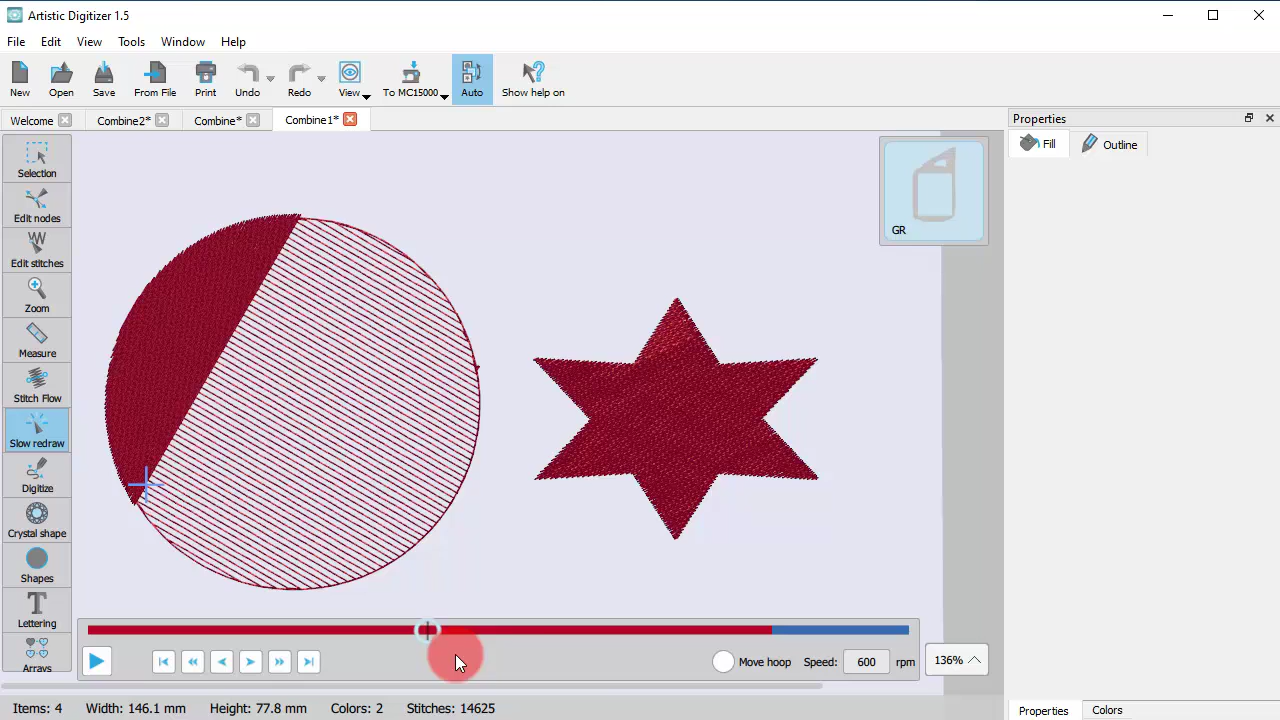 Artistic Digitizer 1.5
File Edit View Tools Window Help
New Open Save From File Print Undo Redo View To MC15000 Auto Show help on
Welcome Combine2* Combine* Combine1*
Properties
Fill Outline
Selection
Edit nodes
Edit stitches
Zoom
Measure
Stitch Flow
Slow redraw
Digitize
Crystal shape
Shapes
Lettering
Arrays
GR
Move hoop Speed: 600 rpm 136%
Items: 4 Width: 146.1 mm Height: 77.8 mm Colors: 2 Stitches: 14625
Properties Colors